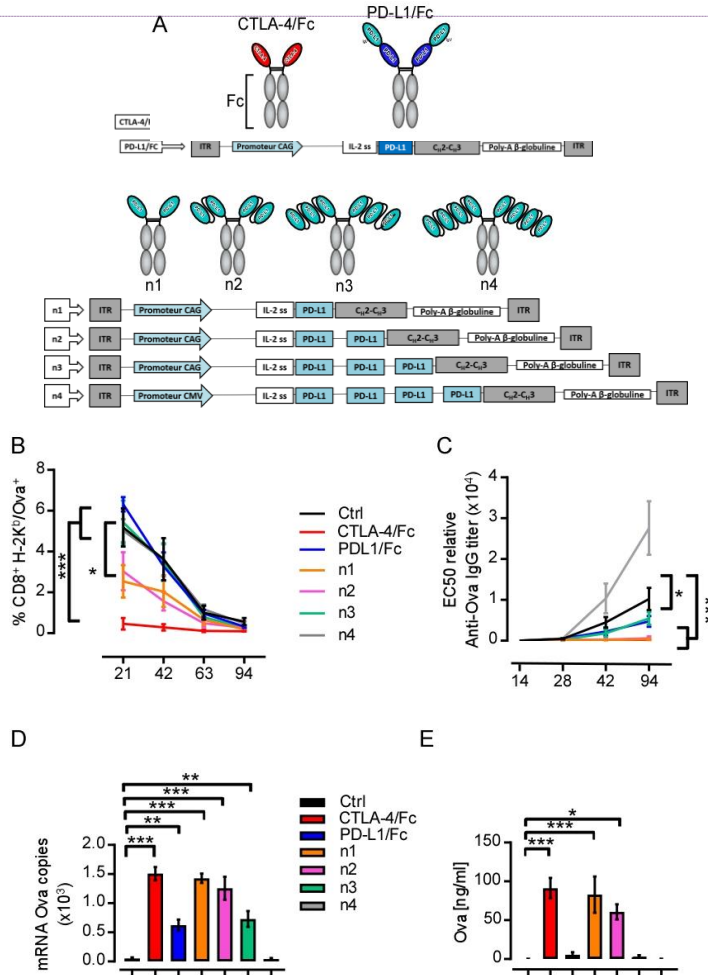 A
CTLA-4/Fc
PD-L1/Fc
Fc
CTLA-4/
PD-L1/FC ITR Promoteur CAG IL-2 ss PD-L1 CH2-CH3 Poly-A β-globuline ITR
n1 n2 n3 n4
n1 ITR Promoteur CAG IL-2 ss PD-L1 CH2-CH3 Poly-A β-globuline ITR
n2 ITR Promoteur CAG IL-2 ss PD-L1 PD-L1 CH2-CH3 Poly-A β-globuline ITR
n3 ITR Promoteur CAG IL-2 ss PD-L1 PD-L1 PD-L1 CH2-CH3 Poly-A β-globuline ITR
n4 ITR Promoteur CMV IL-2 ss PD-L1 PD-L1 PD-L1 PD-L1 CH2-CH3 Poly-A β-globuline ITR
B
% CD8⁺ H-2Kᵇ/Ova⁺
8
6
4
2
0
***
*
21 42 63 94
Ctrl
CTLA-4/Fc
PDL1/Fc
n1
n2
n3
n4
C
EC50 relative
Anti-Ova IgG titer (x10⁴)
4
3
2
1
0
*
***
14 28 42 94
D
mRNA Ova copies
(x10³)
**
***
***
**
***
2.0
1.5
1.0
0.5
0.0
Ctrl
CTLA-4/Fc
PD-L1/Fc
n1
n2
n3
n4
E
Ova [ng/ml]
*
***
***
150
100
50
0